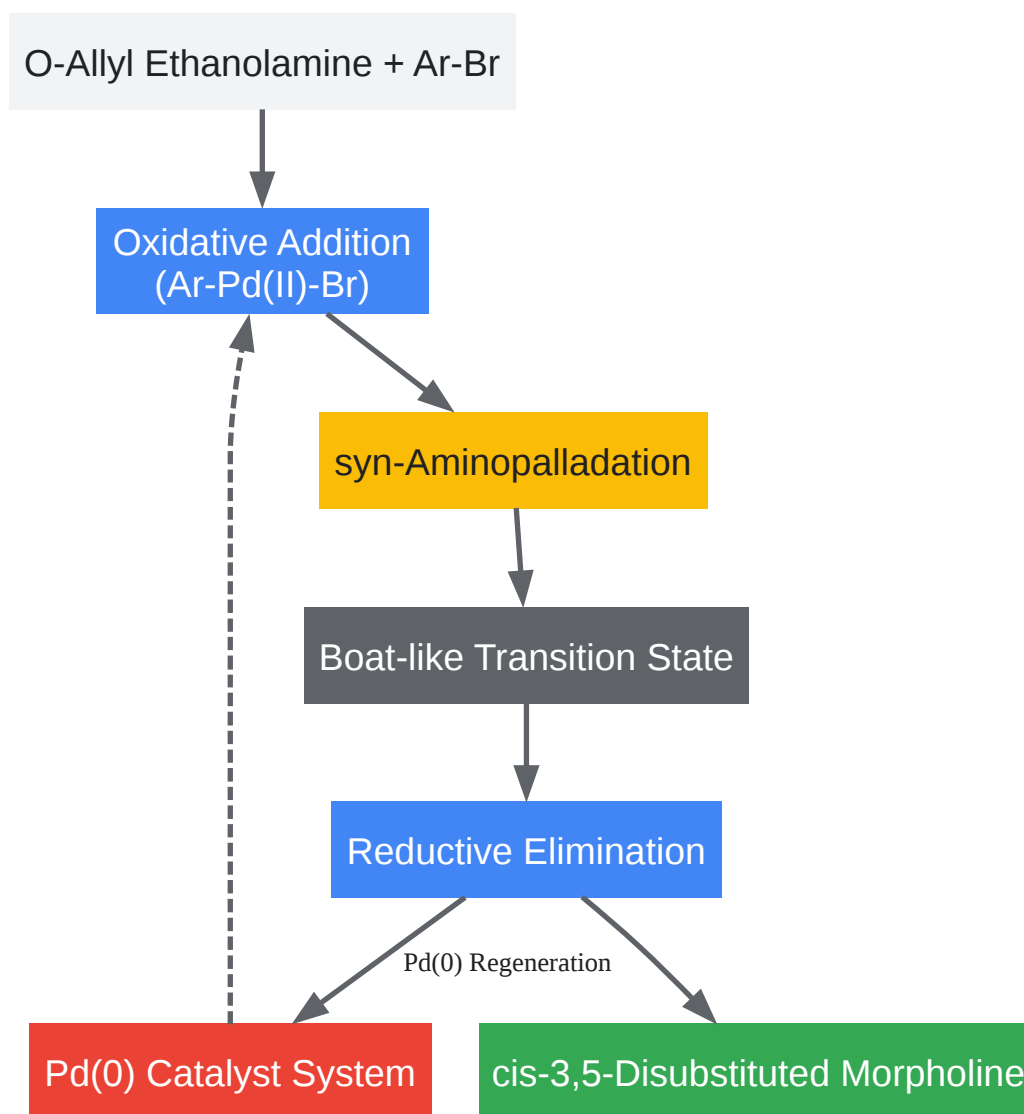 O-Allyl Ethanolamine + Ar-Br
Oxidative Addition
(Ar-Pd(II)-Br)
syn-Aminopalladation
Boat-like Transition State
Reductive Elimination
Pd(0) Regeneration
Pd(0) Catalyst System
cis-3,5-Disubstituted Morpholine